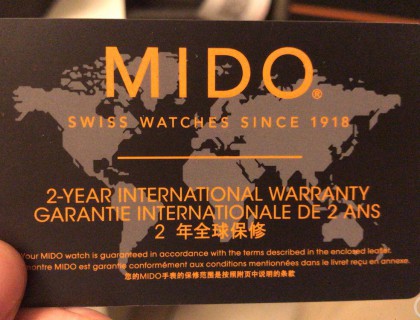 MIDO®
SWISS WATCHES SINCE 1918
2-YEAR INTERNATIONAL WARRANTY
GARANTIE INTERNATIONALE DE 2 ANS
2 年全球保修
Your MIDO watch is guaranteed in accordance with the terms described in the enclosed leaflet.
montre MIDO est garantie conformément aux conditions mentionnées dans le livret reçu en annexe.
您的MIDO手表的保修范围是按照附页中说明的条款